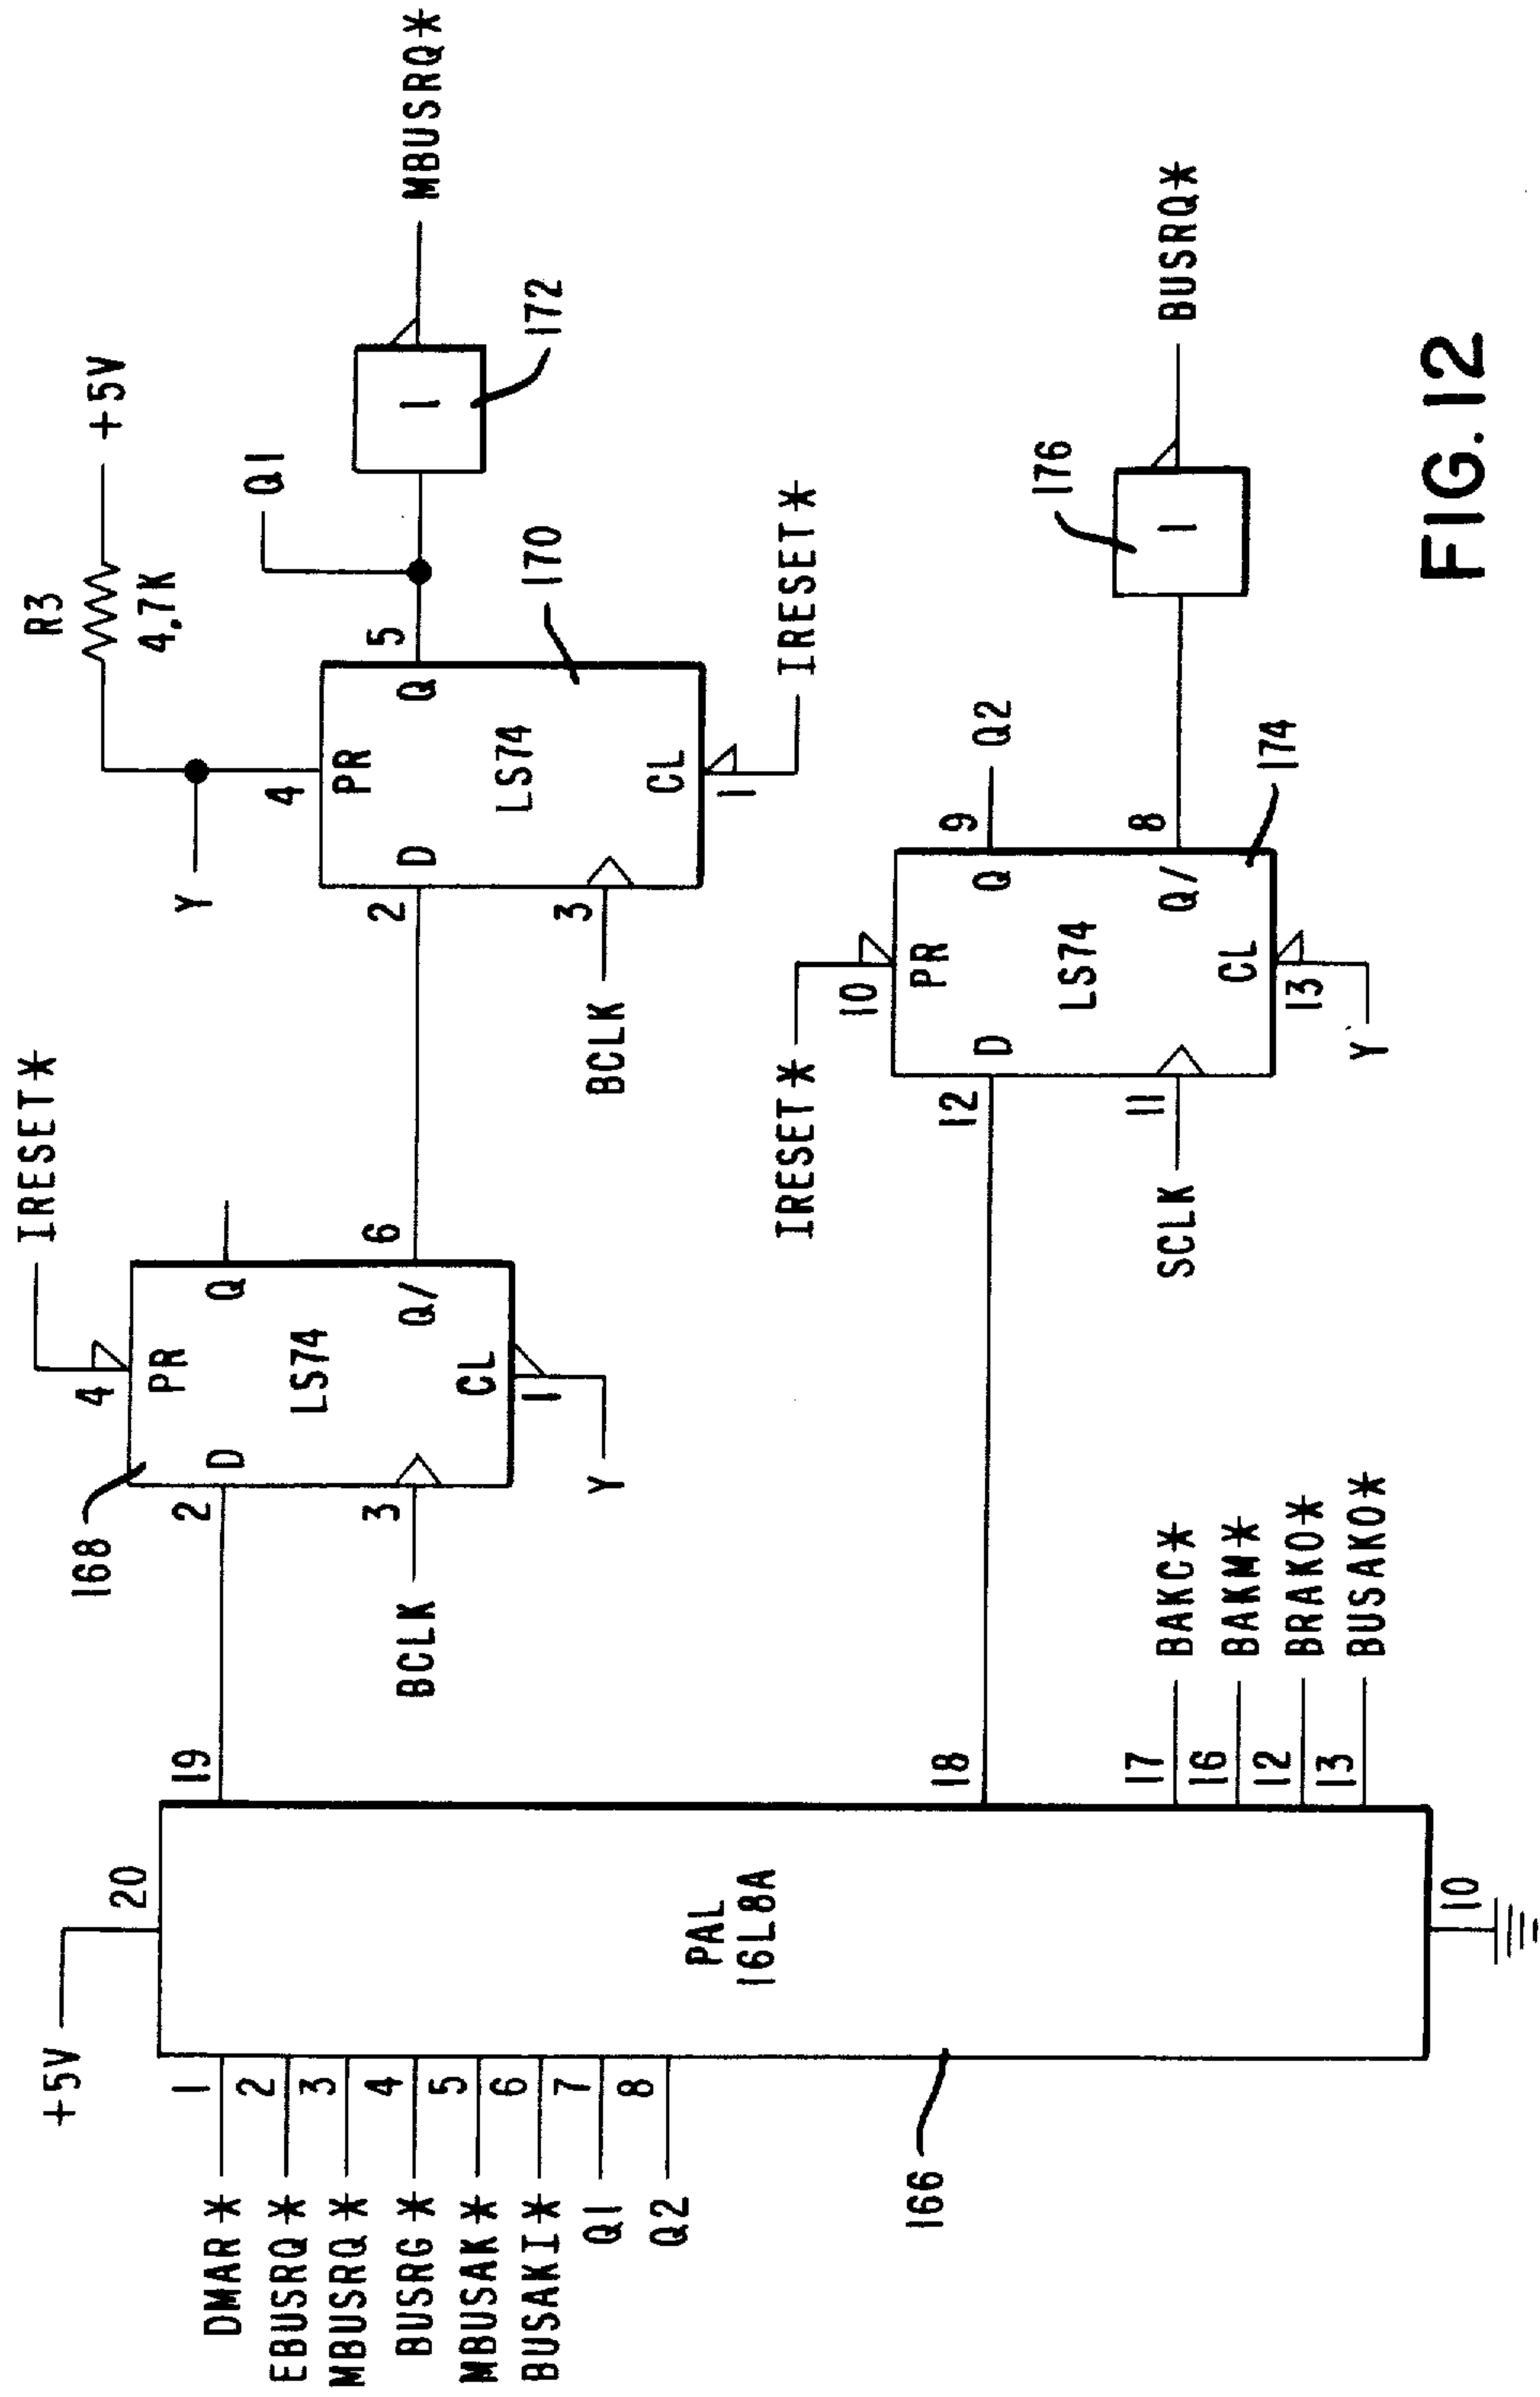 +5V
20
DMAR*
1
EBUSRQ*
2
MBUSRQ*
3
BUSRG*
4
MBUSAK*
5
BUSAKI*
6
Q1
7
Q2
8
166
PAL
16L8A
10
19
18
17
BAKC*
16
BAKM*
12
BRAKO*
13
BUSAKO*
168
IRESET*
4
PR
2
D
Q
LS74
3
BCLK
Q/
6
CL
1
Y
R3
4.7K
+5V
Y
4
PR
2
D
Q
5
LS74
3
BCLK
CL
1
IRESET*
170
Q1
I
172
MBUSRQ*
IRESET*
10
PR
12
D
Q
9
Q2
LS74
11
SCLK
Q/
8
CL
13
Y
174
I
176
BUSRQ*
FIG. 12